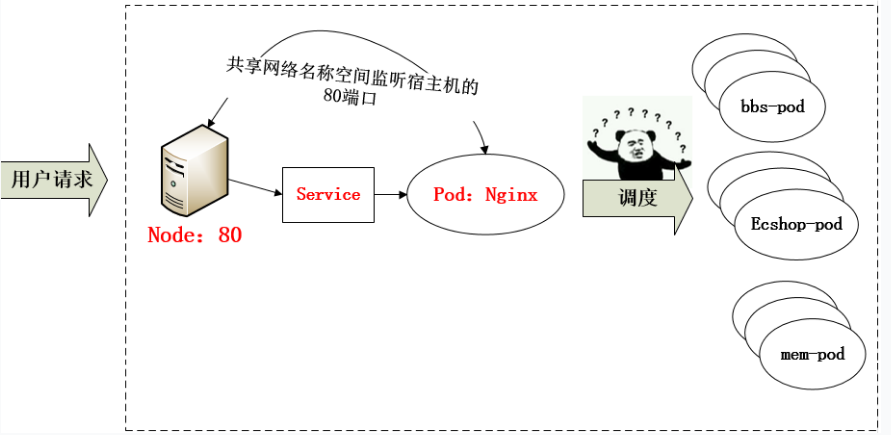 共享网络名称空间监听宿主机的
80端口
用户请求
Service
Pod：Nginx
Node：80
? ? ? ? ? ? ? ? ? ?
调度
bbs-pod
Ecshop-pod
mem-pod